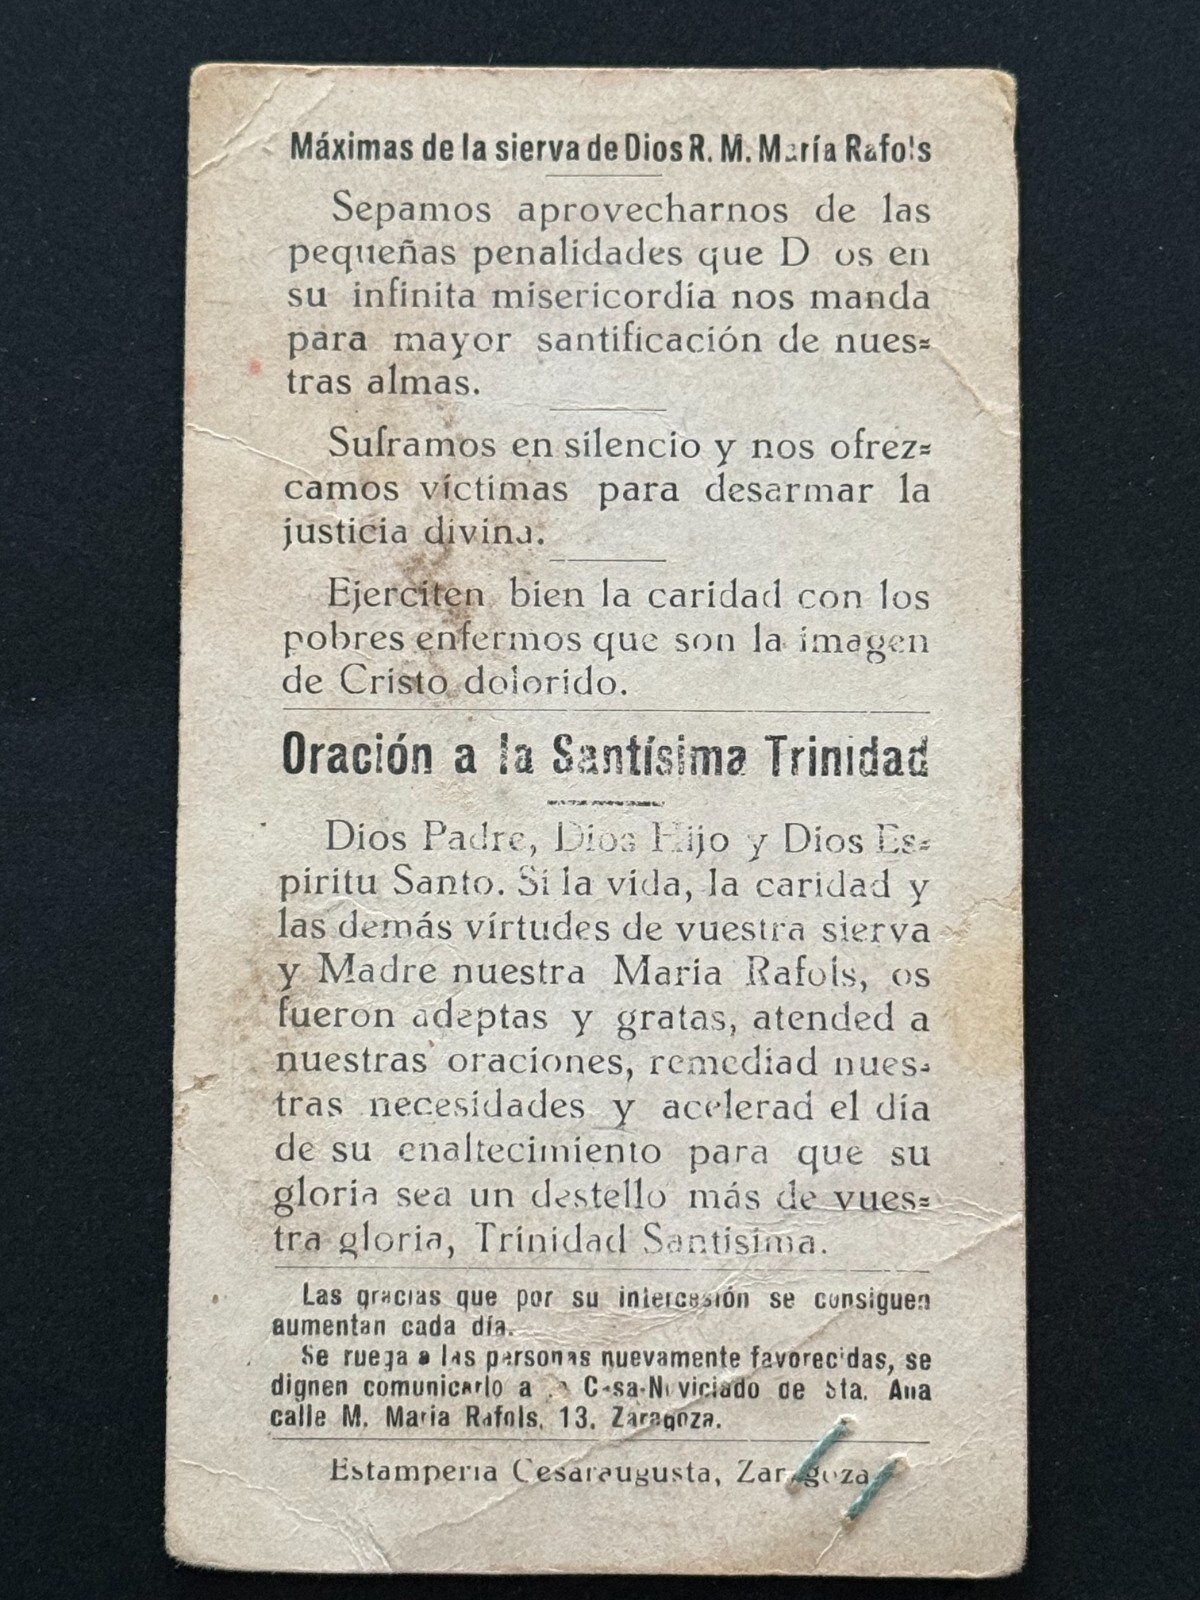 Máximas de la sierva de Dios R. M. María Rafols
Sepamos aprovecharnos de las
pequeñas penalidades que D os en
su infinita misericordia nos manda
para mayor santificación de nues=
tras almas.
Suframos en silencio y nos ofrez=
camos víctimas para desarmar la
justicia divina.
Ejerciten bien la caridad con los
pobres enfermos que son la imagen
de Cristo dolorido.
Oración a la Santísima Trinidad
Dios Padre, Dios Hijo y Dios Es=
piritu Santo. Si la vida, la caridad y
las demás virtudes de vuestra sierva
y Madre nuestra Maria Rafols, os
fueron adeptas y gratas, atended a
nuestras oraciones, remediad nues=
tras necesidades y acelerad el día
de su enaltecimiento para que su
gloria sea un destello más de vues=
tra gloria, Trinidad Santisima.
Las gracias que por su intercesión se consiguen
aumentan cada día.
Se ruega a las personas nuevamente favorecidas, se
dignen comunicarlo a la Casa-Noviciado de Sta. Ana
calle M. Maria Rafols, 13. Zaragoza.
Estamperia Cesaraugusta, Zaragoza